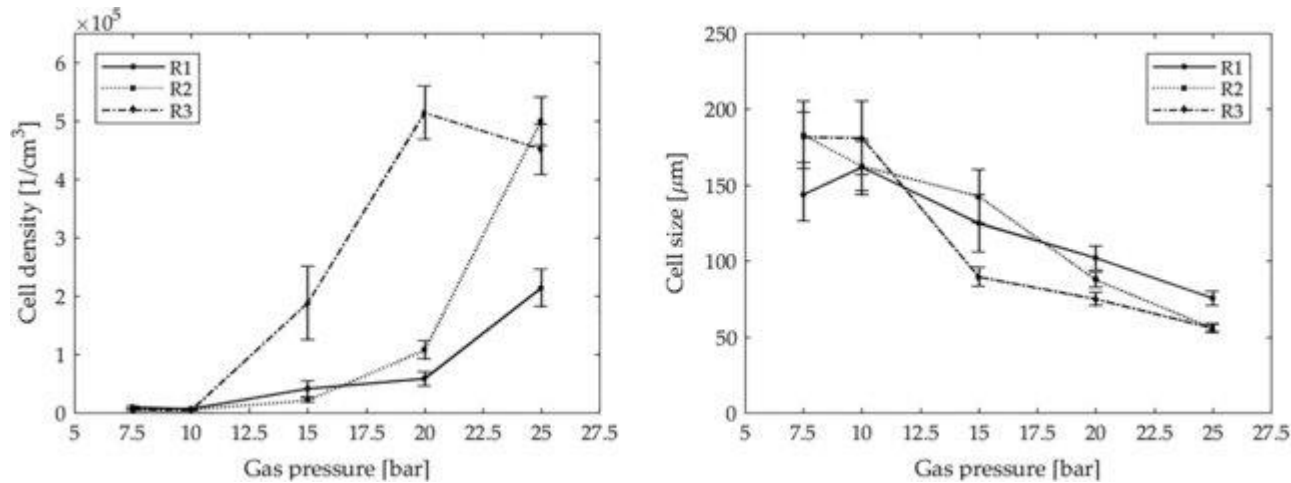 ×10⁵
6
5
4
3
2
1
0
Cell density [1/cm³]
R1
R2
R3
5 7.5 10 12.5 15 17.5 20 22.5 25 27.5
Gas pressure [bar]
250
200
150
100
50
0
Cell size [μm]
R1
R2
R3
5 7.5 10 12.5 15 17.5 20 22.5 25 27.5
Gas pressure [bar]